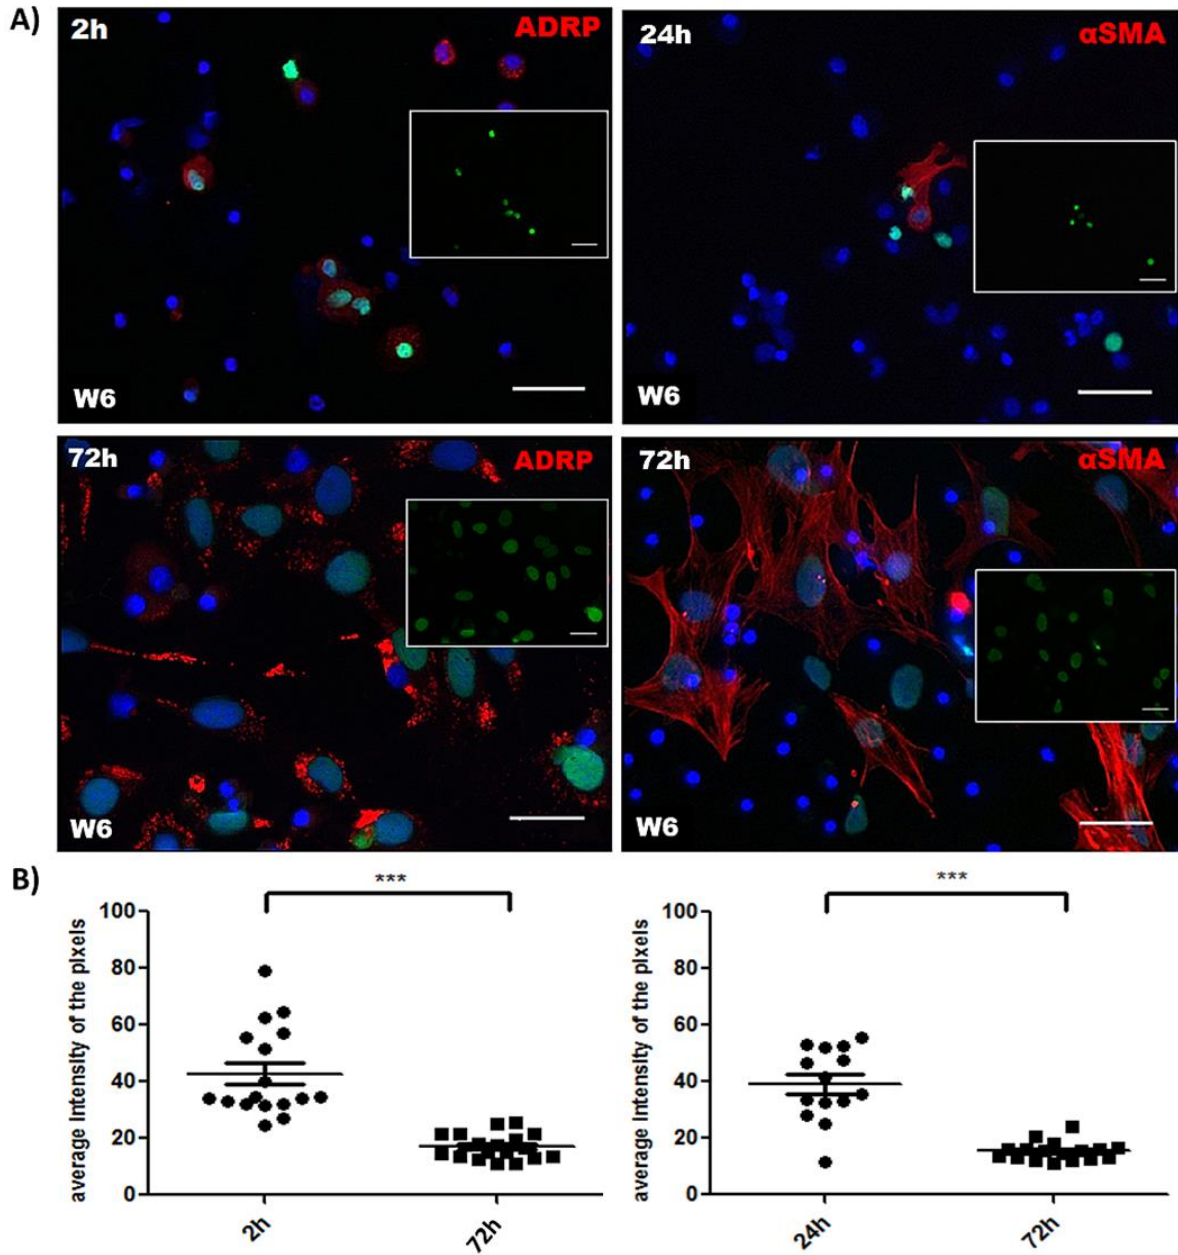 A)
2h ADRP
W6
24h αSMA
W6
72h ADRP
W6
72h αSMA
W6
B)
***
average Intensity of the pixels
100
80
60
40
20
0
2h 72h
***
average Intensity of the pixels
100
80
60
40
20
0
24h 72h